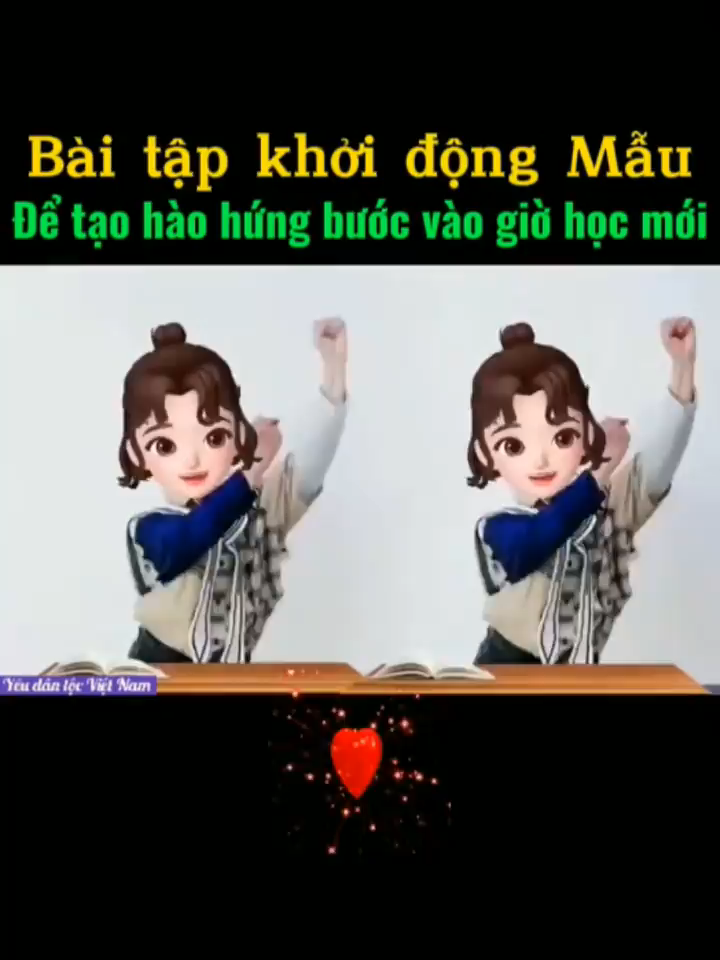 Bài tập khởi động Mẫu
Để tạo hào hứng bước vào giờ học mới
Yêu dân tộc Việt Nam